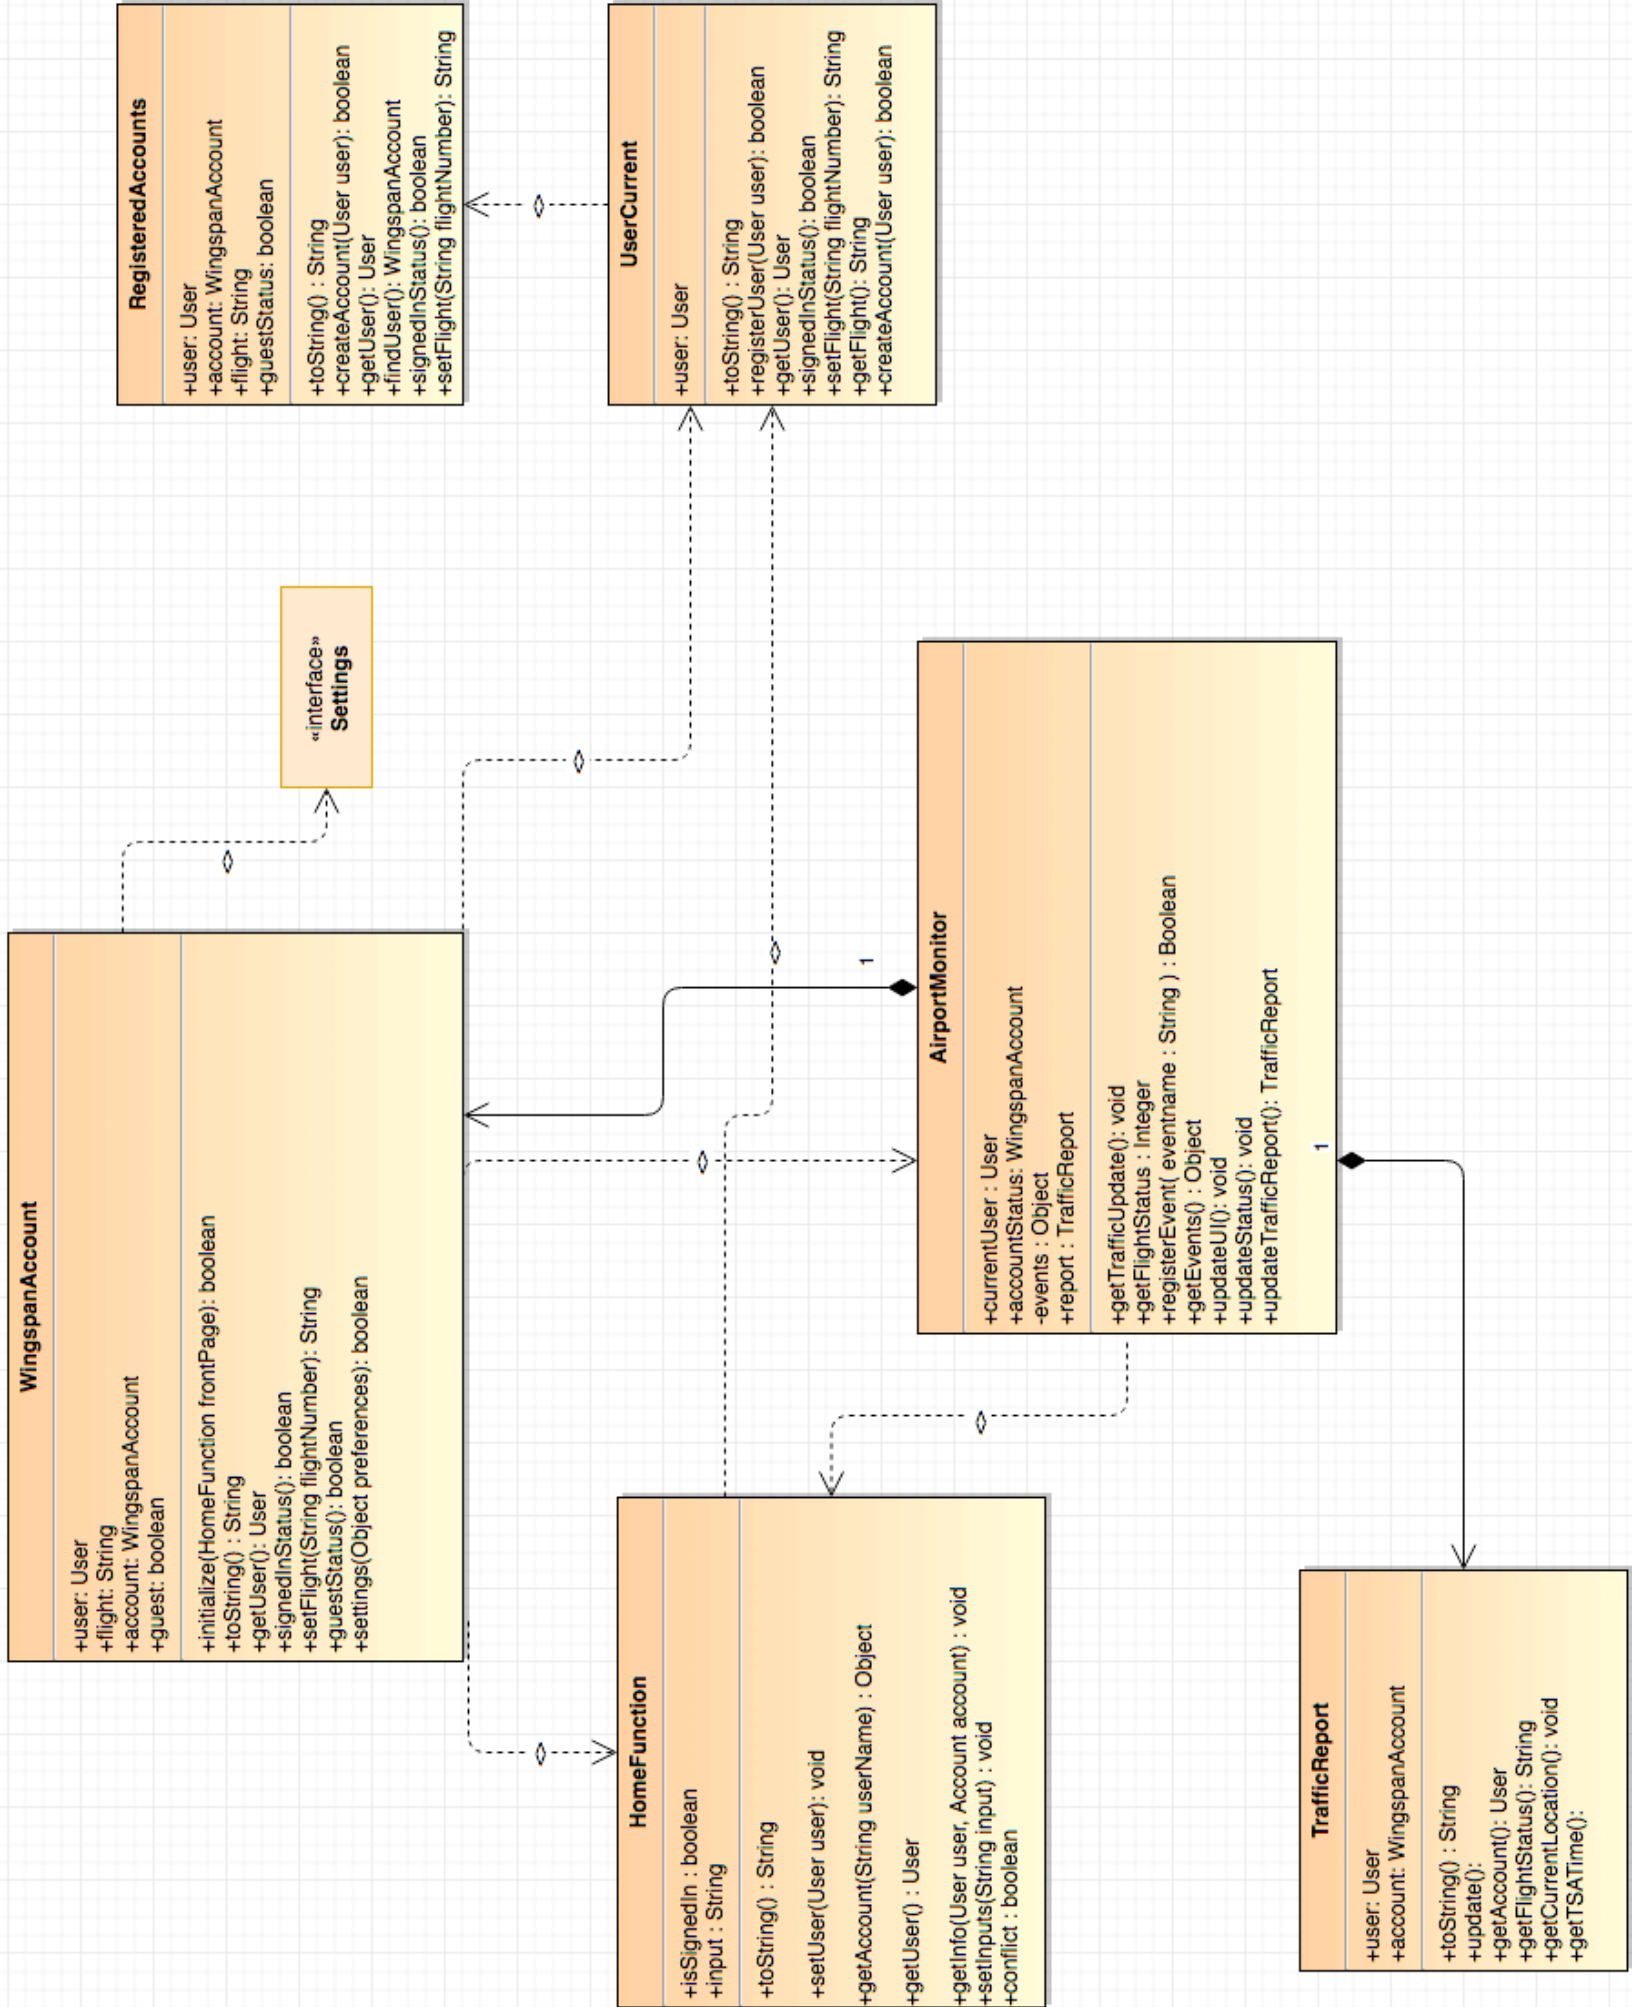 WingspanAccount
+user: User
+flight: String
+account: WingspanAccount
+guest: boolean
+initialize(HomeFunction frontPage): boolean
+toString() : String
+getUser(): User
+signedInStatus(): boolean
+setFlight(String flightNumber): String
+guestStatus(): boolean
+settings(Object preferences): boolean
«interface»
Settings
RegisteredAccounts
+user: User
+account: WingspanAccount
+flight: String
+guestStatus: boolean
+toString() : String
+createAccount(User user): boolean
+getUser(): User
+findUser(): WingspanAccount
+signedInStatus(): boolean
+setFlight(String flightNumber): String
HomeFunction
+isSignedIn : boolean
+input : String
+toString() : String
+setUser(User user): void
+getAccount(String userName) : Object
+getUser() : User
+getInfo(User user, Account account) : void
+setInputs(String input) : void
+conflict : boolean
UserCurrent
+user: User
+toString() : String
+registerUser(User user): boolean
+getUser(): User
+signedInStatus(): boolean
+setFlight(String flightNumber): String
+getFlight(): String
+createAccount(User user): boolean
1
AirportMonitor
+currentUser : User
+accountStatus: WingspanAccount
-events : Object
+report : TrafficReport
+getTrafficUpdate(): void
+getFlightStatus : Integer
+registerEvent( eventname : String ) : Boolean
+getEvents() : Object
+updateUI(): void
+updateStatus(): void
+updateTrafficReport(): TrafficReport
1
TrafficReport
+user: User
+account: WingspanAccount
+toString() : String
+update():
+getAccount(): User
+getFlightStatus(): String
+getCurrentLocation(): void
+getTSATime():